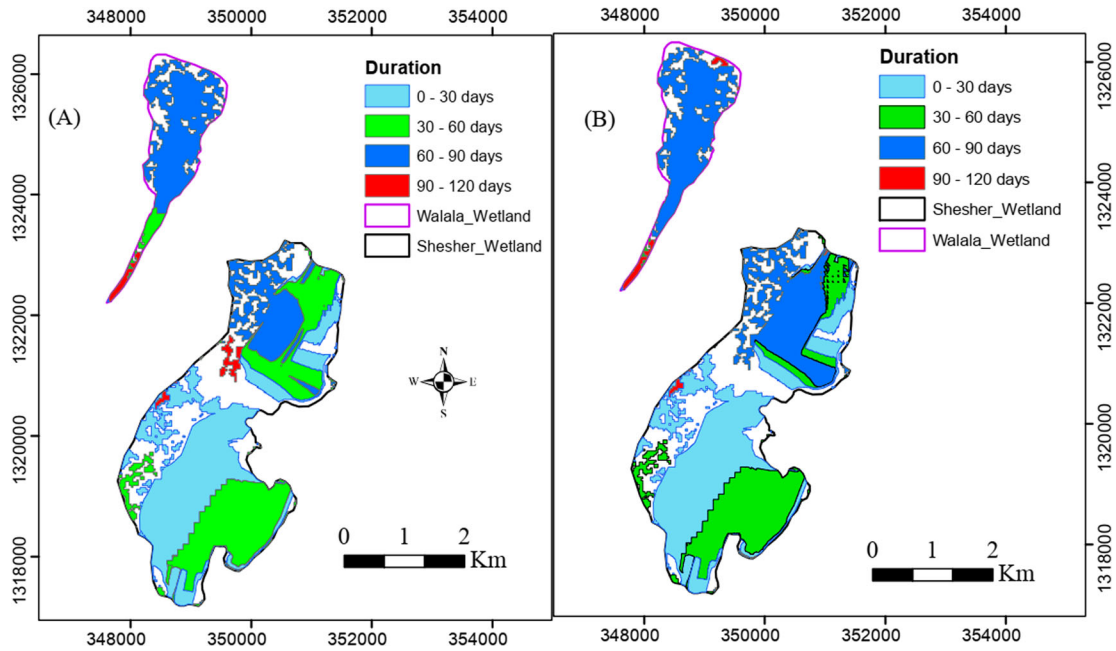 348000 350000 352000 354000
1326000
1324000
1322000
1320000
1318000
(A)
Duration
0 - 30 days
30 - 60 days
60 - 90 days
90 - 120 days
Walala_Wetland
Shesher_Wetland
N
W E
S
0 1 2
Km
348000 350000 352000 354000
348000 350000 352000 354000
(B)
Duration
0 - 30 days
30 - 60 days
60 - 90 days
90 - 120 days
Shesher_Wetland
Walala_Wetland
1326000
1324000
1322000
1320000
1318000
0 1 2
Km
348000 350000 352000 354000